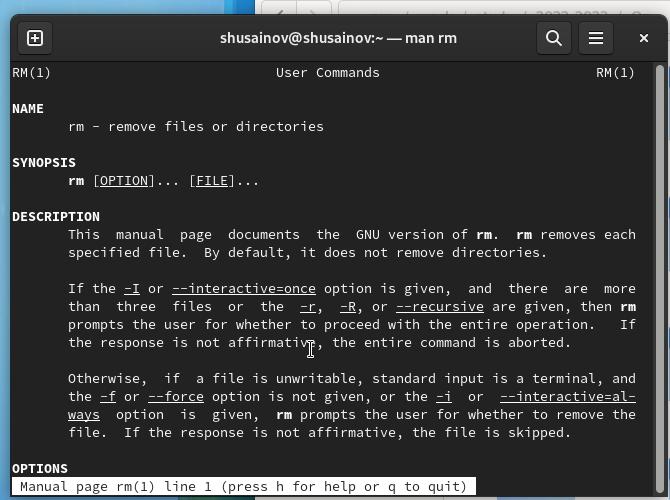 shusainov@shusainov:~ — man rm
RM(1) User Commands RM(1)
NAME
rm - remove files or directories
SYNOPSIS
rm [OPTION]... [FILE]...
DESCRIPTION
This manual page documents the GNU version of rm. rm removes each
specified file. By default, it does not remove directories.
If the -I or --interactive=once option is given, and there are more
than three files or the -r, -R, or --recursive are given, then rm
prompts the user for whether to proceed with the entire operation. If
the response is not affirmative, the entire command is aborted.
Otherwise, if a file is unwritable, standard input is a terminal, and
the -f or --force option is not given, or the -i or --interactive=al-
ways option is given, rm prompts the user for whether to remove the
file. If the response is not affirmative, the file is skipped.
OPTIONS
Manual page rm(1) line 1 (press h for help or q to quit)